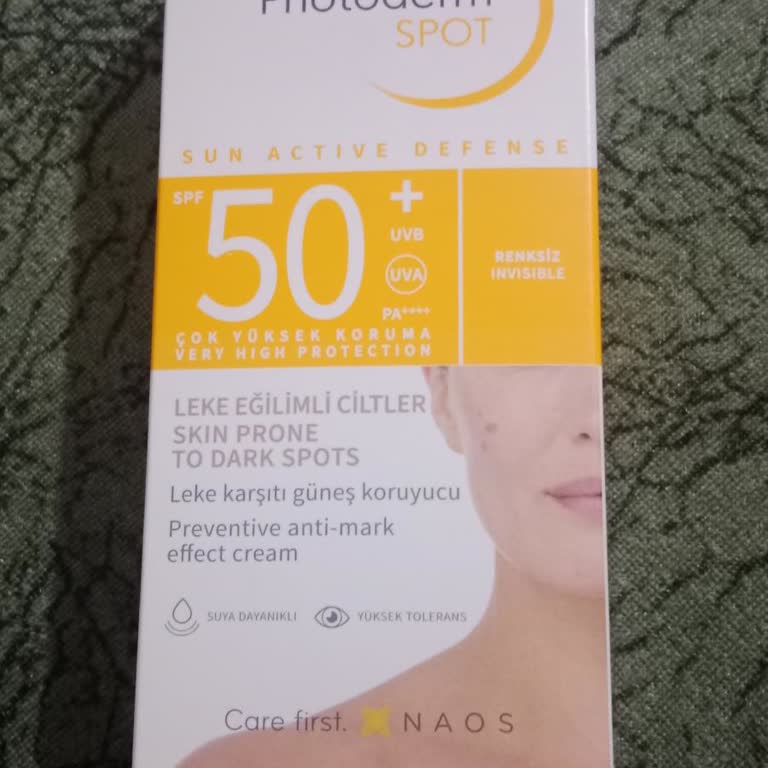 Photoderm
SPOT
SUN ACTIVE DEFENSE
SPF 50+
UVB
UVA
PA++++
ÇOK YÜKSEK KORUMA
VERY HIGH PROTECTION
RENKSİZ
INVISIBLE
LEKE EĞİLİMLİ CİLTLER
SKIN PRONE
TO DARK SPOTS
Leke karşıtı güneş koruyucu
Preventive anti-mark
effect cream
SUYA DAYANIKLI
YÜKSEK TOLERANS
Care first. NAOS